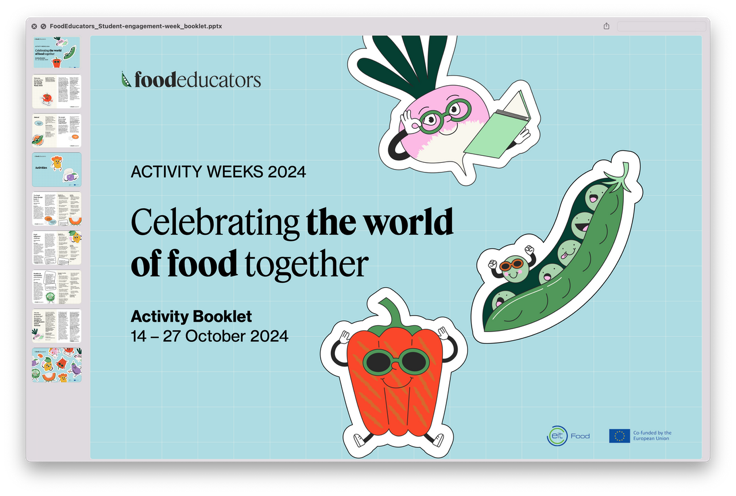 FoodEducators_Student-engagement-week_booklet.pptx
foodeducators
ACTIVITY WEEKS 2024
Celebrating the world
of food together
Activity Booklet
14 – 27 October 2024
eit Food
Co-funded by the
European Union